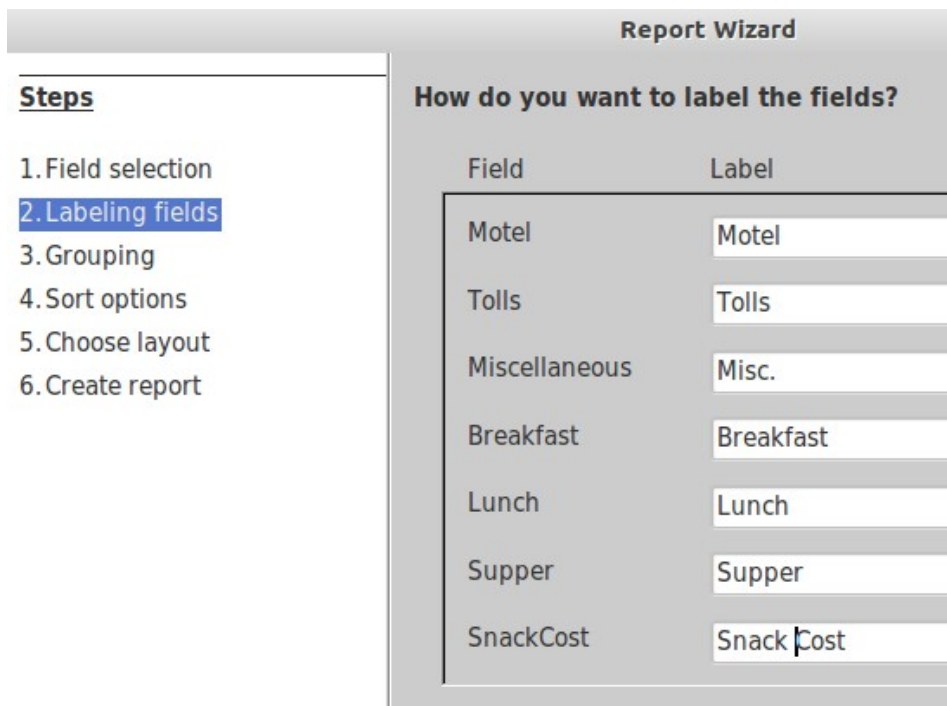 Report Wizard
Steps
1. Field selection
2. Labeling fields
3. Grouping
4. Sort options
5. Choose layout
6. Create report
How do you want to label the fields?
Field Label
Motel Motel
Tolls Tolls
Miscellaneous Misc.
Breakfast Breakfast
Lunch Lunch
Supper Supper
SnackCost Snack Cost